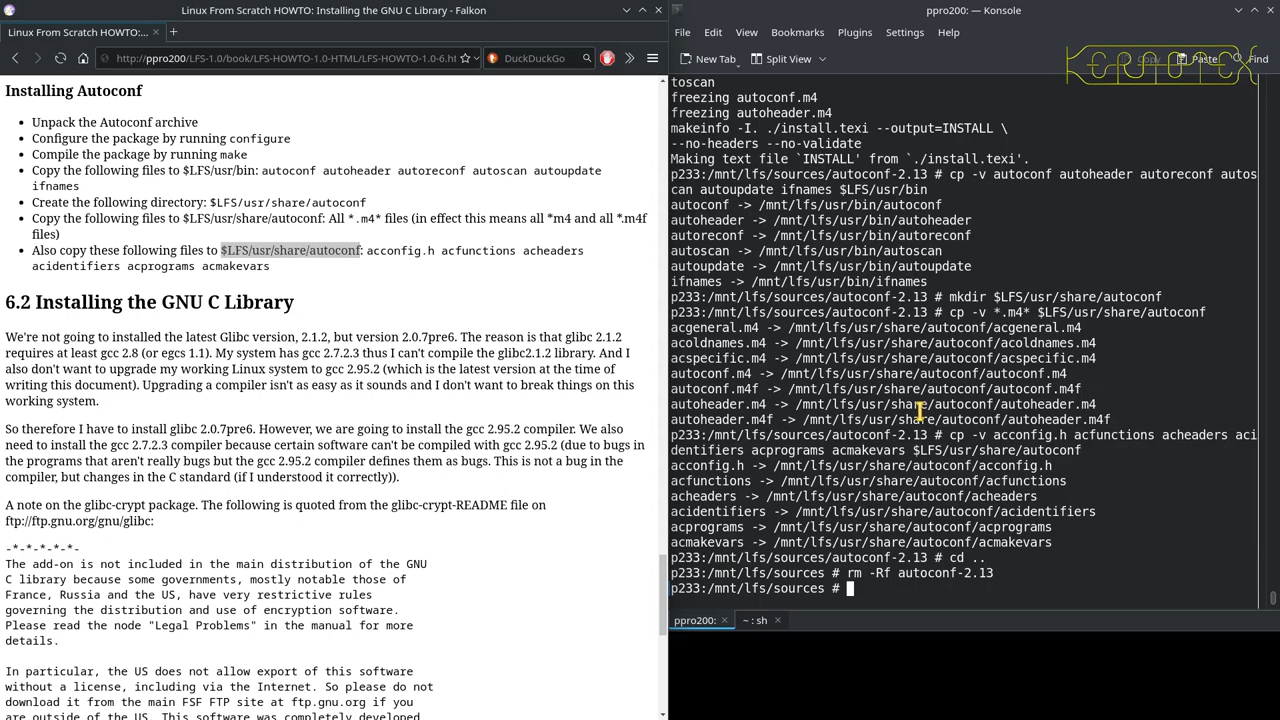 Linux From Scratch HOWTO: Installing the GNU C Library - Falkon
Linux From Scratch HOWTO:...
http://ppro200/LFS-1.0/book/LFS-HOWTO-1.0-HTML/LFS-HOWTO-1.0-6.ht
DuckDuckGo
Installing Autoconf
Unpack the Autoconf archive
Configure the package by running configure
Compile the package by running make
Copy the following files to $LFS/usr/bin: autoconf autoheader autoreconf autoscan autoupdate
ifnames
Create the following directory: $LFS/usr/share/autoconf
Copy the following files to $LFS/usr/share/autoconf: All *.m4* files (in effect this means all *m4 and all *.m4f
files)
Also copy these following files to $LFS/usr/share/autoconf: acconfig.h acfunctions acheaders
acidentifiers acprograms acmakevars
6.2 Installing the GNU C Library
We're not going to installed the latest Glibc version, 2.1.2, but version 2.0.7pre6. The reason is that glibc 2.1.2
requires at least gcc 2.8 (or egcs 1.1). My system has gcc 2.7.2.3 thus I can't compile the glibc2.1.2 library. And I
also don't want to upgrade my working Linux system to gcc 2.95.2 (which is the latest version at the time of
writing this document). Upgrading a compiler isn't as easy as it sounds and I don't want to break things on this
working system.
So therefore I have to install glibc 2.0.7pre6. However, we are going to install the gcc 2.95.2 compiler. We also
need to install the gcc 2.7.2.3 compiler because certain software can't be compiled with gcc 2.95.2 (due to bugs in
the programs that aren't really bugs but the gcc 2.95.2 compiler defines them as bugs. This is not a bug in the
compiler, but changes in the C standard (if I understood it correctly)).
A note on the glibc-crypt package. The following is quoted from the glibc-crypt-README file on
ftp://ftp.gnu.org/gnu/glibc:
-*-*-*-*-*-
The add-on is not included in the main distribution of the GNU
C library because some governments, mostly notable those of
France, Russia and the US, have very restrictive rules
governing the distribution and use of encryption software.
Please read the node "Legal Problems" in the manual for more
details.
In particular, the US does not allow export of this software
without a license, including via the Internet. So please do not
download it from the main FSF FTP site at ftp.gnu.org if you
are outside of the US. This software was completely developed
ppro200: — Konsole
File Edit View Bookmarks Plugins Settings Help
New Tab Split View Copy Paste Find
toscan
freezing autoconf.m4
freezing autoheader.m4
makeinfo -I. ./install.texi --output=INSTALL \
--no-headers --no-validate
Making text file `INSTALL' from `./install.texi'.
p233:/mnt/lfs/sources/autoconf-2.13 # cp -v autoconf autoheader autoreconf autos
can autoupdate ifnames $LFS/usr/bin
autoconf -> /mnt/lfs/usr/bin/autoconf
autoheader -> /mnt/lfs/usr/bin/autoheader
autoreconf -> /mnt/lfs/usr/bin/autoreconf
autoscan -> /mnt/lfs/usr/bin/autoscan
autoupdate -> /mnt/lfs/usr/bin/autoupdate
ifnames -> /mnt/lfs/usr/bin/ifnames
p233:/mnt/lfs/sources/autoconf-2.13 # mkdir $LFS/usr/share/autoconf
p233:/mnt/lfs/sources/autoconf-2.13 # cp -v *.m4* $LFS/usr/share/autoconf
acgeneral.m4 -> /mnt/lfs/usr/share/autoconf/acgeneral.m4
acoldnames.m4 -> /mnt/lfs/usr/share/autoconf/acoldnames.m4
acspecific.m4 -> /mnt/lfs/usr/share/autoconf/acspecific.m4
autoconf.m4 -> /mnt/lfs/usr/share/autoconf/autoconf.m4
autoconf.m4f -> /mnt/lfs/usr/share/autoconf/autoconf.m4f
autoheader.m4 -> /mnt/lfs/usr/share/autoconf/autoheader.m4
autoheader.m4f -> /mnt/lfs/usr/share/autoconf/autoheader.m4f
p233:/mnt/lfs/sources/autoconf-2.13 # cp -v acconfig.h acfunctions acheaders aci
dentifiers acprograms acmakevars $LFS/usr/share/autoconf
acconfig.h -> /mnt/lfs/usr/share/autoconf/acconfig.h
acfunctions -> /mnt/lfs/usr/share/autoconf/acfunctions
acheaders -> /mnt/lfs/usr/share/autoconf/acheaders
acidentifiers -> /mnt/lfs/usr/share/autoconf/acidentifiers
acprograms -> /mnt/lfs/usr/share/autoconf/acprograms
acmakevars -> /mnt/lfs/usr/share/autoconf/acmakevars
p233:/mnt/lfs/sources/autoconf-2.13 # cd ..
p233:/mnt/lfs/sources # rm -Rf autoconf-2.13
p233:/mnt/lfs/sources #
ppro200:
~ : sh